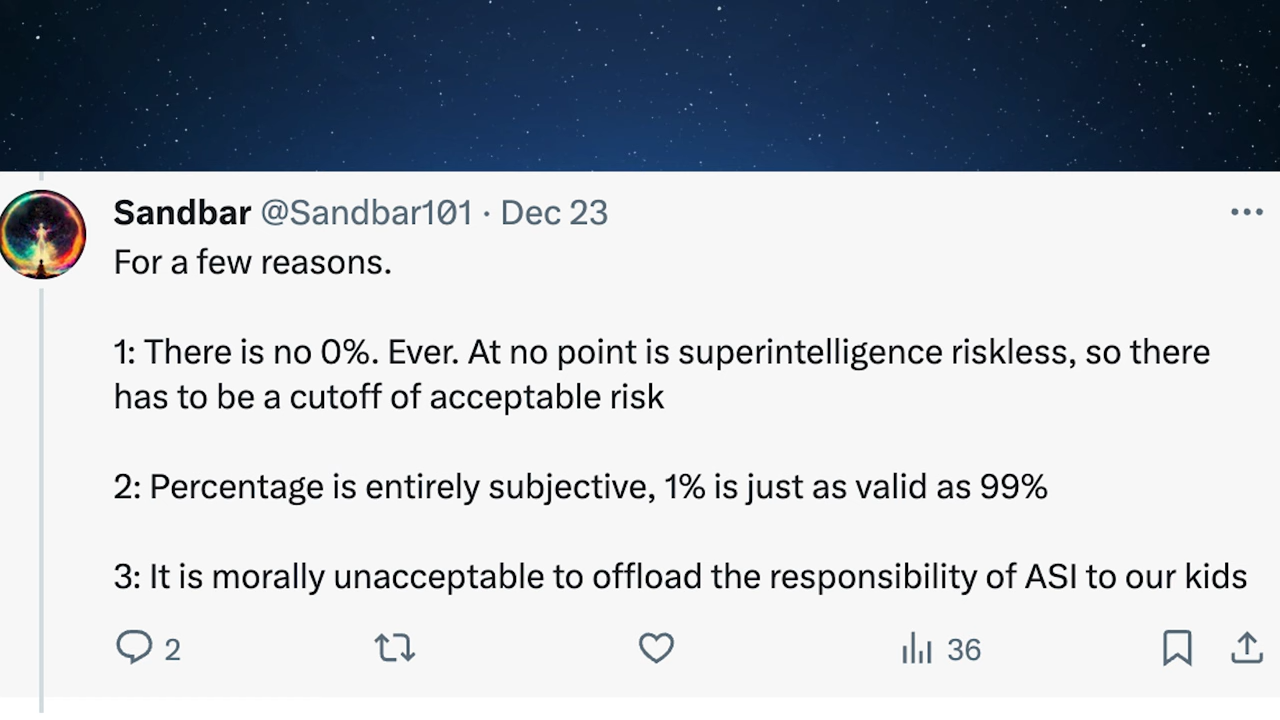 Sandbar @Sandbar101 · Dec 23
For a few reasons.
1: There is no 0%. Ever. At no point is superintelligence riskless, so there
has to be a cutoff of acceptable risk
2: Percentage is entirely subjective, 1% is just as valid as 99%
3: It is morally unacceptable to offload the responsibility of ASI to our kids
2 36